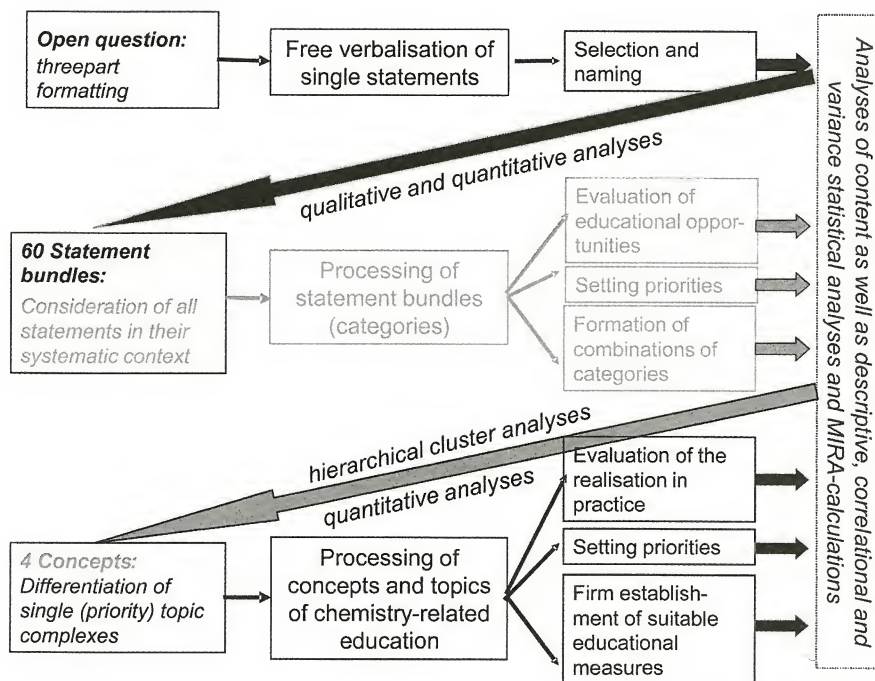 Open question:
threepart
formatting
Free verbalisation of
single statements
Selection and
naming
qualitative and quantitative analyses
60 Statement
bundles:
Consideration of all
statements in their
systematic context
Processing of
statement bundles
(categories)
Evaluation of
educational oppor-
tunities
Setting priorities
Formation of
combinations of
categories
hierarchical cluster analyses
quantitative analyses
4 Concepts:
Differentiation of
single (priority) topic
complexes
Processing of
concepts and topics
of chemistry-related
education
Evaluation of the
realisation in
practice
Setting priorities
Firm establish-
ment of suitable
educational
measures
Analyses of content as well as descriptive, correlational and
variance statistical analyses and MIRA-calculations